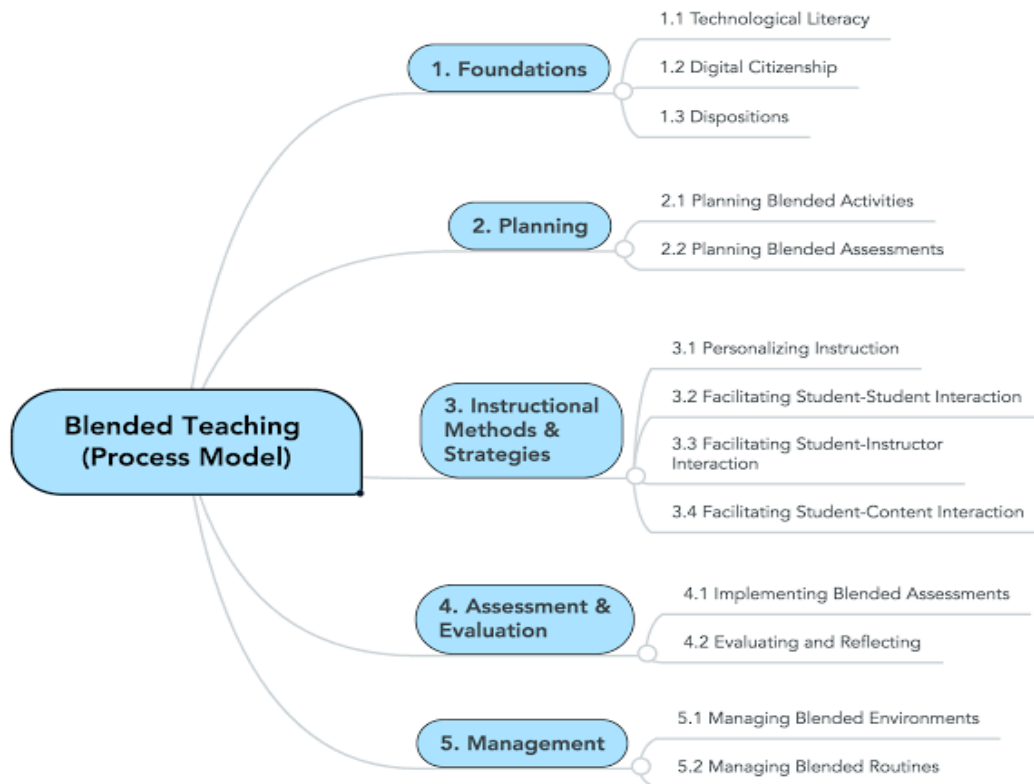 1. Foundations
1.1 Technological Literacy
1.2 Digital Citizenship
1.3 Dispositions
2. Planning
2.1 Planning Blended Activities
2.2 Planning Blended Assessments
Blended Teaching
(Process Model)
3. Instructional
Methods &
Strategies
3.1 Personalizing Instruction
3.2 Facilitating Student-Student Interaction
3.3 Facilitating Student-Instructor
Interaction
3.4 Facilitating Student-Content Interaction
4. Assessment &
Evaluation
4.1 Implementing Blended Assessments
4.2 Evaluating and Reflecting
5. Management
5.1 Managing Blended Environments
5.2 Managing Blended Routines